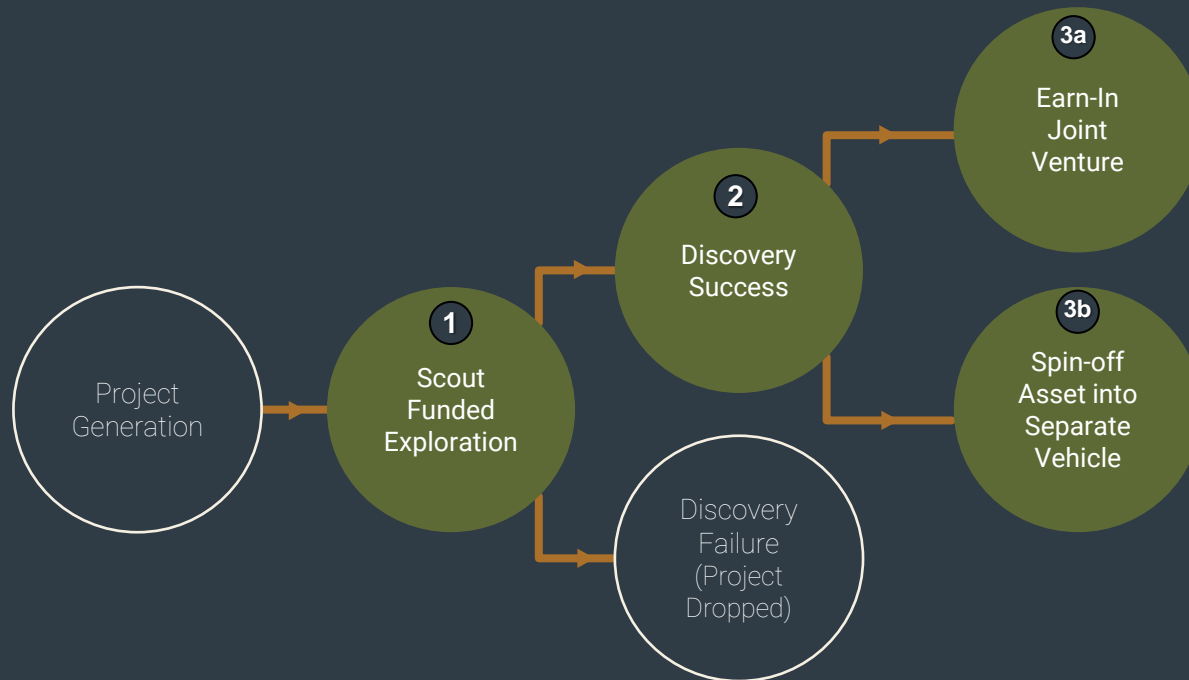 Project
Generation
1
Scout
Funded
Exploration
2
Discovery
Success
Discovery
Failure
(Project
Dropped)
3a
Earn-In
Joint
Venture
3b
Spin-off
Asset into
Separate
Vehicle